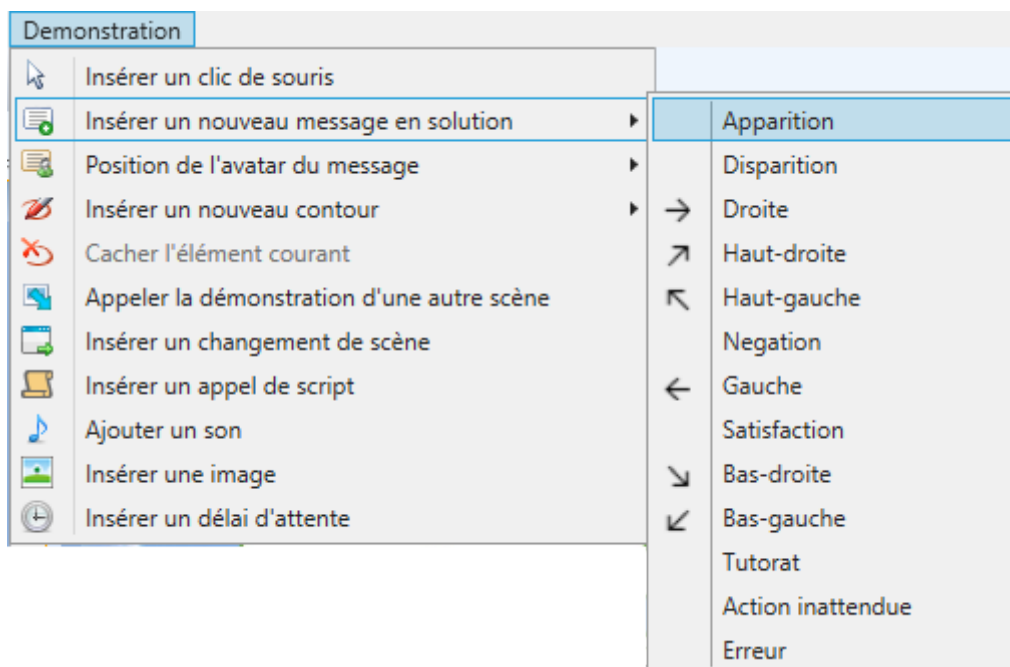 Demonstration
Insérer un clic de souris
Insérer un nouveau message en solution
Position de l'avatar du message
Insérer un nouveau contour
Cacher l'élément courant
Appeler la démonstration d'une autre scène
Insérer un changement de scène
Insérer un appel de script
Ajouter un son
Insérer une image
Insérer un délai d'attente
Apparition
Disparition
Droite
Haut-droite
Haut-gauche
Negation
Gauche
Satisfaction
Bas-droite
Bas-gauche
Tutorat
Action inattendue
Erreur